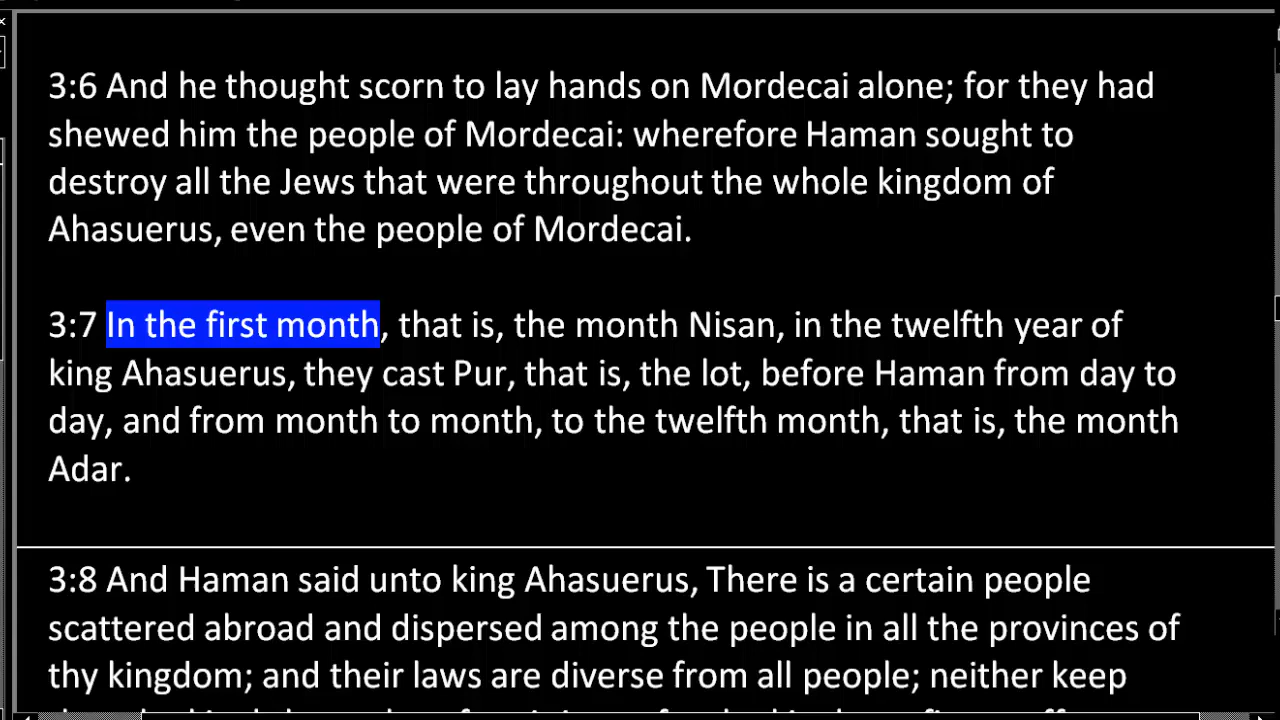 3:6 And he thought scorn to lay hands on Mordecai alone; for they had
shewed him the people of Mordecai: wherefore Haman sought to
destroy all the Jews that were throughout the whole kingdom of
Ahasuerus, even the people of Mordecai.
3:7 In the first month, that is, the month Nisan, in the twelfth year of
king Ahasuerus, they cast Pur, that is, the lot, before Haman from day to
day, and from month to month, to the twelfth month, that is, the month
Adar.
3:8 And Haman said unto king Ahasuerus, There is a certain people
scattered abroad and dispersed among the people in all the provinces of
thy kingdom; and their laws are diverse from all people; neither keep